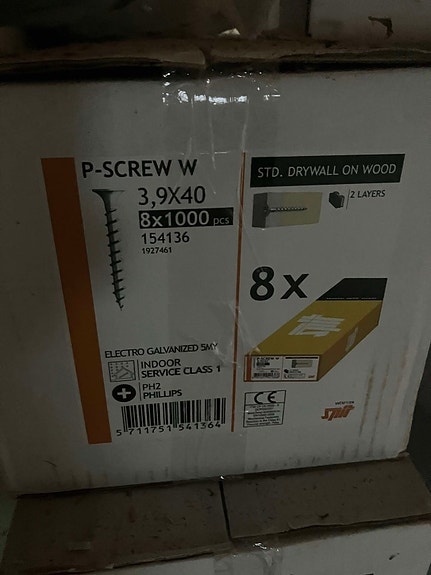 P-SCREW W
3,9X40
8x1000 pcs
154136
1927461
ELECTRO GALVANIZED 5MY
INDOOR
SERVICE CLASS 1
PH2
PHILLIPS
5 711751 541364
STD. DRYWALL ON WOOD
2 LAYERS
8 x
P-SCREW W
CE